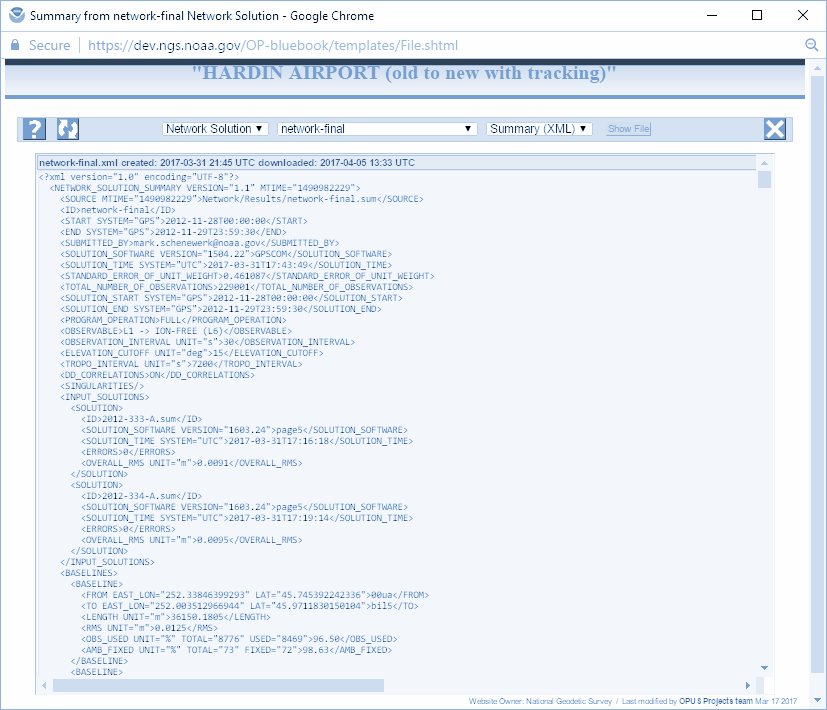 Summary from network-final Network Solution - Google Chrome
Secure | https://dev.ngs.noaa.gov/OP-bluebook/templates/File.shtml
"HARDIN AIRPORT (old to new with tracking)"
? Network Solution ▼ network-final ▼ Summary (XML) ▼ Show File X
network-final.xml created: 2017-03-31 21:45 UTC downloaded: 2017-04-05 13:33 UTC
<?xml version="1.0" encoding="UTF-8"?>
<NETWORK_SOLUTION_SUMMARY VERSION="1.1" MTIME="1490982229">
<SOURCE MTIME="1490982229">Network/Results/network-final.sum</SOURCE>
<ID>network-final</ID>
<START SYSTEM="GPS">2012-11-28T00:00:00</START>
<END SYSTEM="GPS">2012-11-29T23:59:30</END>
<SUBMITTED_BY>mark.schenewerk@noaa.gov</SUBMITTED_BY>
<SOLUTION_SOFTWARE VERSION="1504.22">GPSCOM</SOLUTION_SOFTWARE>
<SOLUTION_TIME SYSTEM="UTC">2017-03-31T17:43:49</SOLUTION_TIME>
<STANDARD_ERROR_OF_UNIT_WEIGHT>0.461087</STANDARD_ERROR_OF_UNIT_WEIGHT>
<TOTAL_NUMBER_OF_OBSERVATIONS>229001</TOTAL_NUMBER_OF_OBSERVATIONS>
<SOLUTION_START SYSTEM="GPS">2012-11-28T00:00:00</SOLUTION_START>
<SOLUTION_END SYSTEM="GPS">2012-11-29T23:59:30</SOLUTION_END>
<PROGRAM_OPERATION>FULL</PROGRAM_OPERATION>
<OBSERVABLE>L1 -> ION-FREE (L6)</OBSERVABLE>
<OBSERVATION_INTERVAL UNIT="s">30</OBSERVATION_INTERVAL>
<ELEVATION_CUTOFF UNIT="deg">15</ELEVATION_CUTOFF>
<TROPO_INTERVAL UNIT="s">7200</TROPO_INTERVAL>
<DD_CORRELATIONS>ON</DD_CORRELATIONS>
<SINGULARITIES/>
<INPUT_SOLUTIONS>
<SOLUTION>
<ID>2012-333-A.sum</ID>
<SOLUTION_SOFTWARE VERSION="1603.24">page5</SOLUTION_SOFTWARE>
<SOLUTION_TIME SYSTEM="UTC">2017-03-31T17:16:18</SOLUTION_TIME>
<ERRORS>0</ERRORS>
<OVERALL_RMS UNIT="m">0.0091</OVERALL_RMS>
</SOLUTION>
<SOLUTION>
<ID>2012-334-A.sum</ID>
<SOLUTION_SOFTWARE VERSION="1603.24">page5</SOLUTION_SOFTWARE>
<SOLUTION_TIME SYSTEM="UTC">2017-03-31T17:19:14</SOLUTION_TIME>
<ERRORS>0</ERRORS>
<OVERALL_RMS UNIT="m">0.0095</OVERALL_RMS>
</SOLUTION>
</INPUT_SOLUTIONS>
<BASELINES>
<BASELINE>
<FROM EAST_LON="252.33846399293" LAT="45.745392242336">00ua</FROM>
<TO EAST_LON="252.003512966944" LAT="45.9711830150104">bil5</TO>
<LENGTH UNIT="m">36150.1805</LENGTH>
<RMS UNIT="m">0.0125</RMS>
<OBS_USED UNIT="%" TOTAL="8776" USED="8469">96.50</OBS_USED>
<AMB_FIXED UNIT="%" TOTAL="73" FIXED="72">98.63</AMB_FIXED>
</BASELINE>
<BASELINE>
Website Owner: National Geodetic Survey / Last modified by OPUS Projects team Mar 17 2017